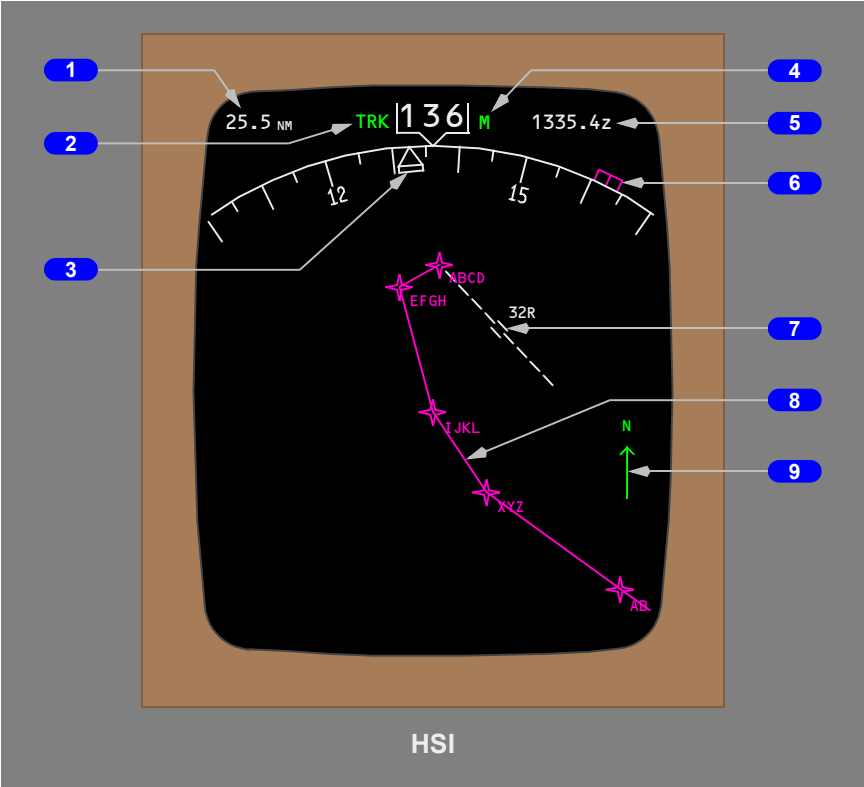 1
4
25.5 NM
TRK
136
M
1335.4z
5
2
6
12
15
3
ABCD
EFGH
32R
7
8
IJKL
N
9
XYZ
AB
HSI